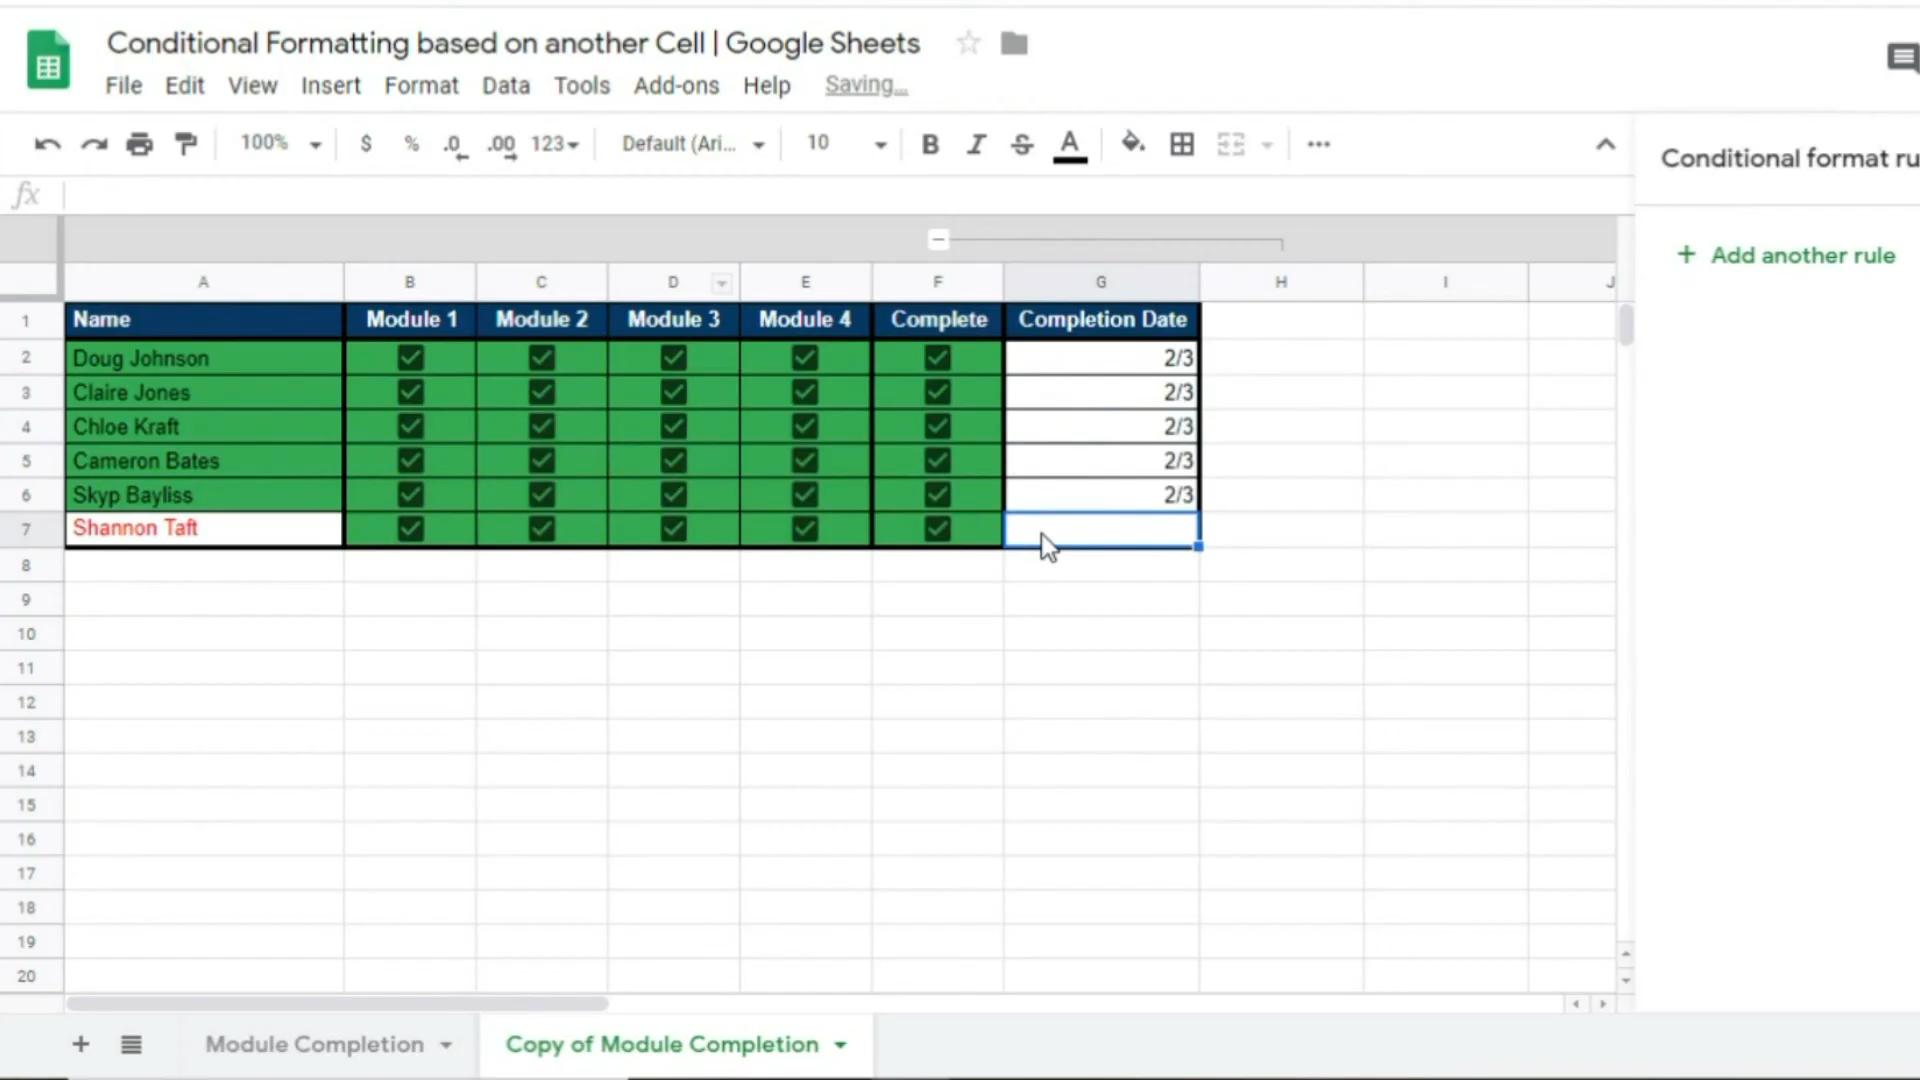 Conditional Formatting based on another Cell | Google Sheets
File Edit View Insert Format Data Tools Add-ons Help Saving...
100% $ % .0 .00 123 Default (Ari... 10 B I S A
Conditional format ru
fx
+ Add another rule
A B C D E F G H I J
1 Name Module 1 Module 2 Module 3 Module 4 Complete Completion Date
2 Doug Johnson 2/3
3 Claire Jones 2/3
4 Chloe Kraft 2/3
5 Cameron Bates 2/3
6 Skyp Bayliss 2/3
7 Shannon Taft
8
9
10
11
12
13
14
15
16
17
18
19
20
Module Completion Copy of Module Completion